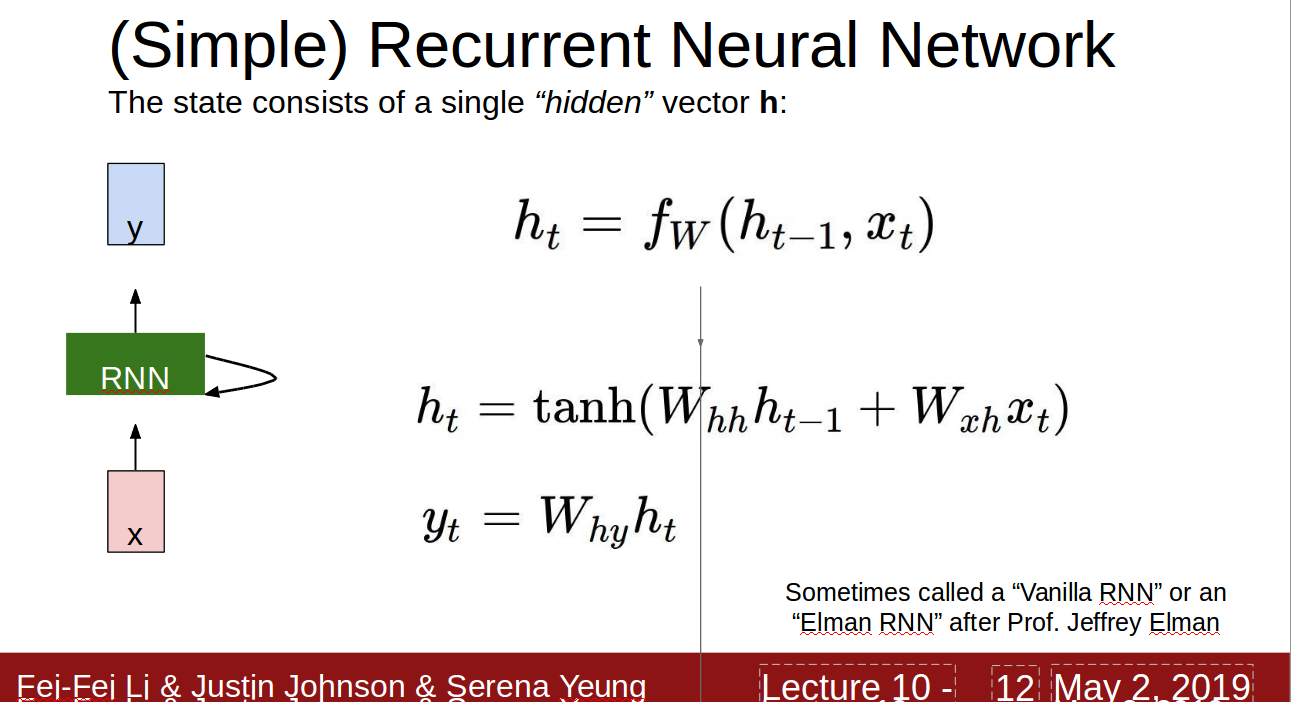 (Simple) Recurrent Neural Network
The state consists of a single “hidden” vector h:
y
RNN
x
h_t = f_W(h_{t−1}, x_t)
h_t = tanh(W_{hh}h_{t−1} + W_{xh}x_t)
y_t = W_{hy}h_t
Sometimes called a “Vanilla RNN” or an
“Elman RNN” after Prof. Jeffrey Elman
Fei-Fei Li & Justin Johnson & Serena Yeung
Lecture 10 - 12 May 2, 2019